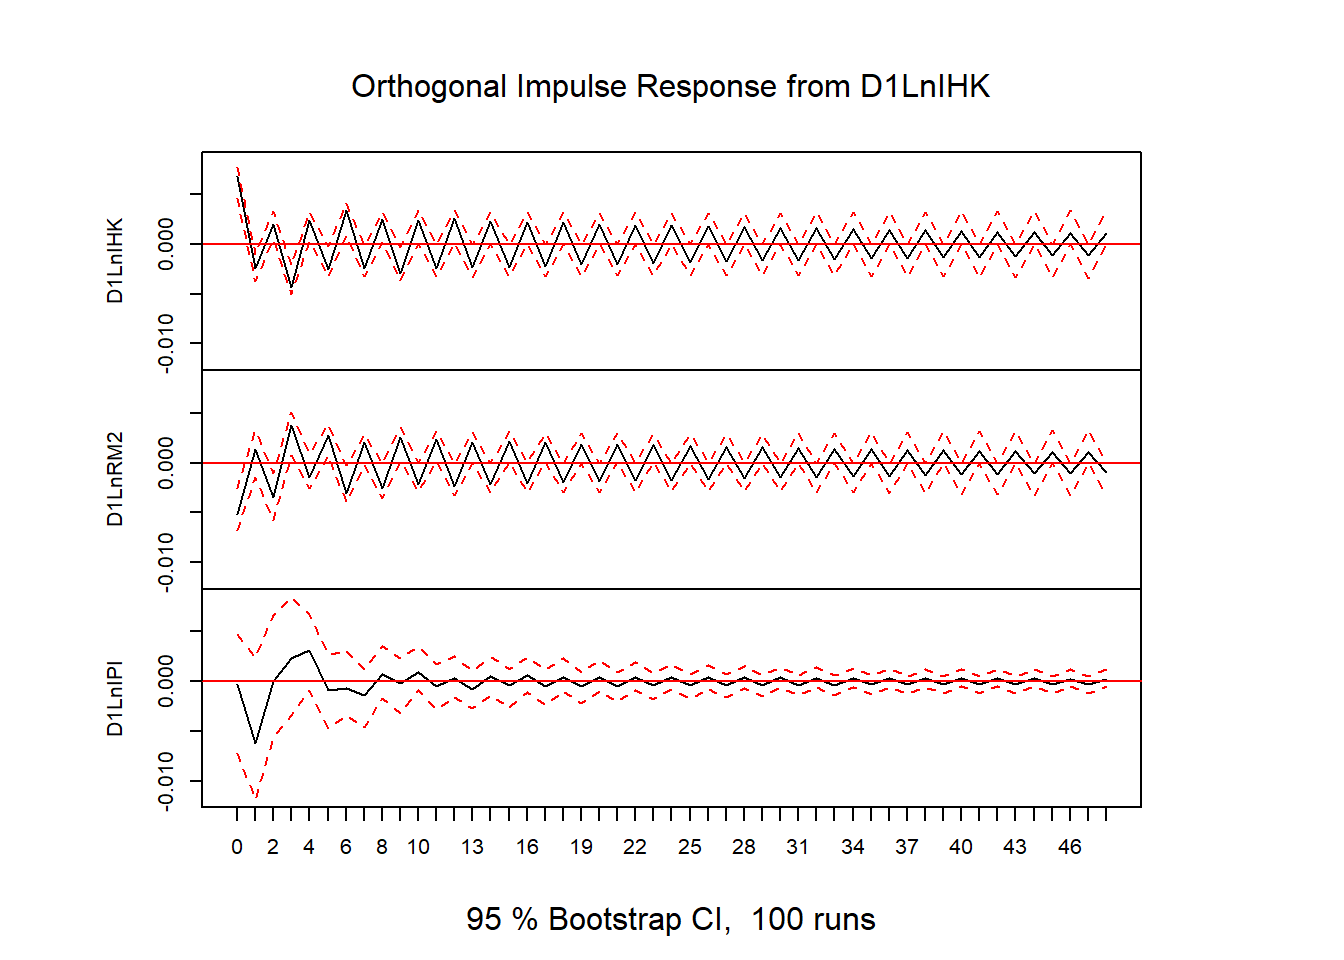 Orthogonal Impulse Response from D1LnIHK
D1LnIHK
0.000
-0.010
D1LnRM2
0.000
-0.010
D1LnIPI
0.000
-0.010
0 2 4 6 8 10 13 16 19 22 25 28 31 34 37 40 43 46
95 % Bootstrap CI, 100 runs